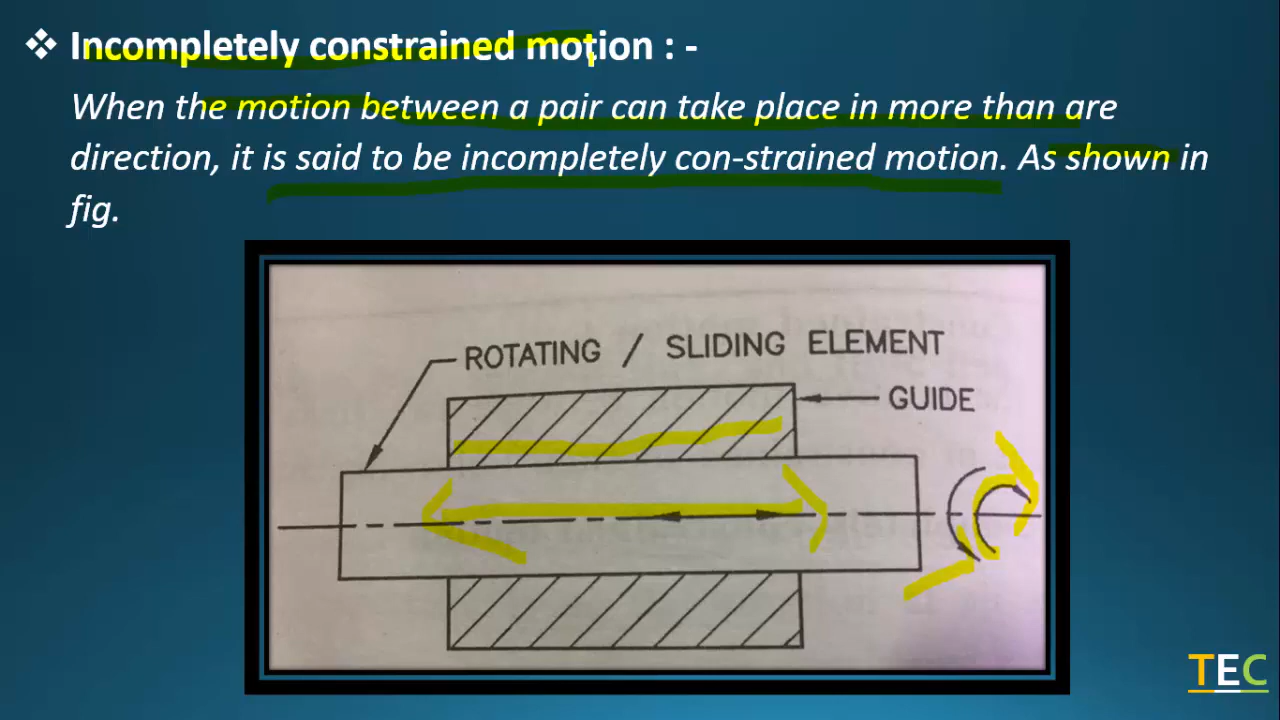 ❖ Incompletely constrained motion : -
When the motion between a pair can take place in more than are
direction, it is said to be incompletely con-strained motion. As shown in
fig.
ROTATING / SLIDING ELEMENT
GUIDE
TEC